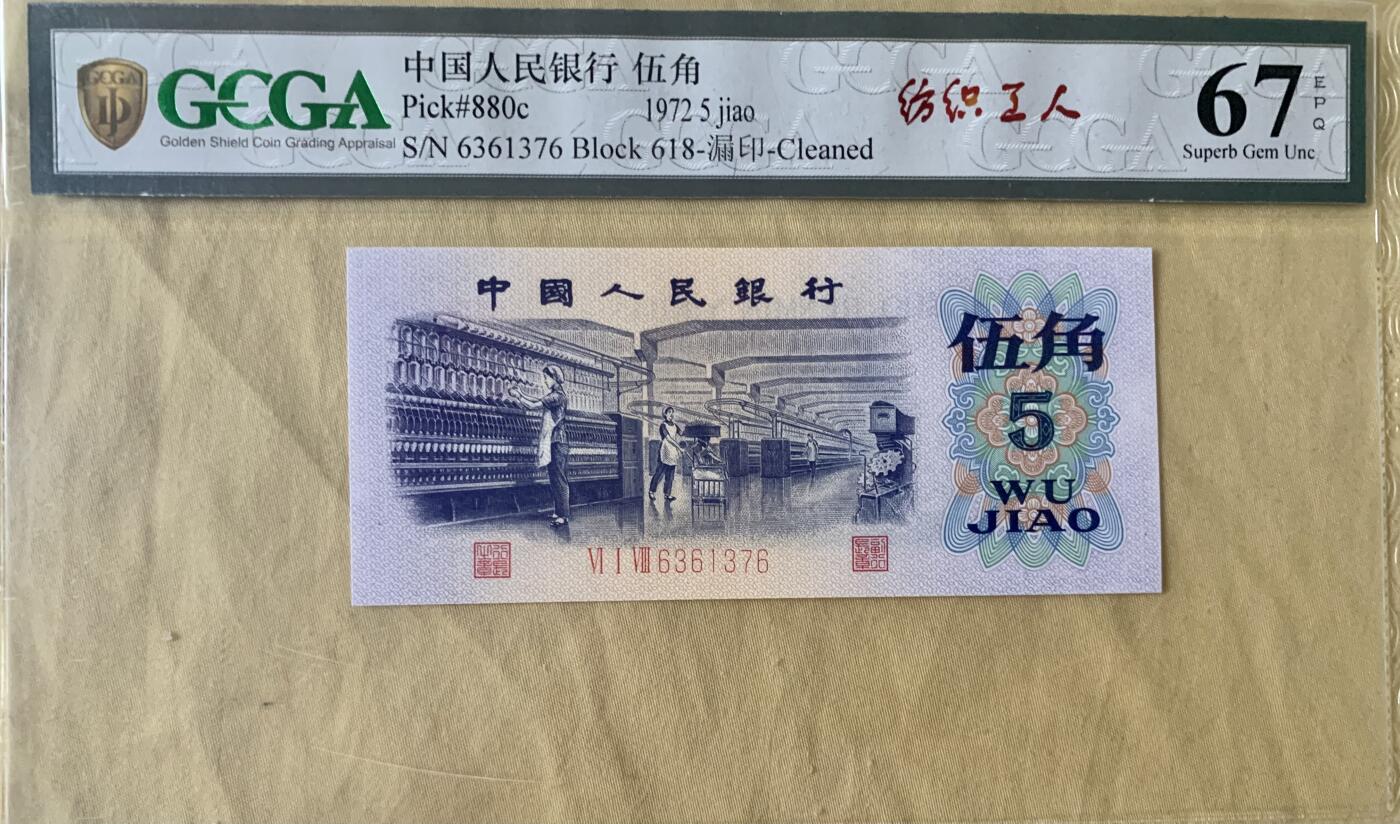 GCGA
GCGA
Golden Shield Coin Grading Appraisal
中国人民银行 伍角
Pick#880c 1972 5 jiao
S/N 6361376 Block 618-漏印-Cleaned
纺织工人
67
EPQ
Superb Gem Unc
中國人民銀行
伍角
5
WU
JIAO
VI I VIII 6361376